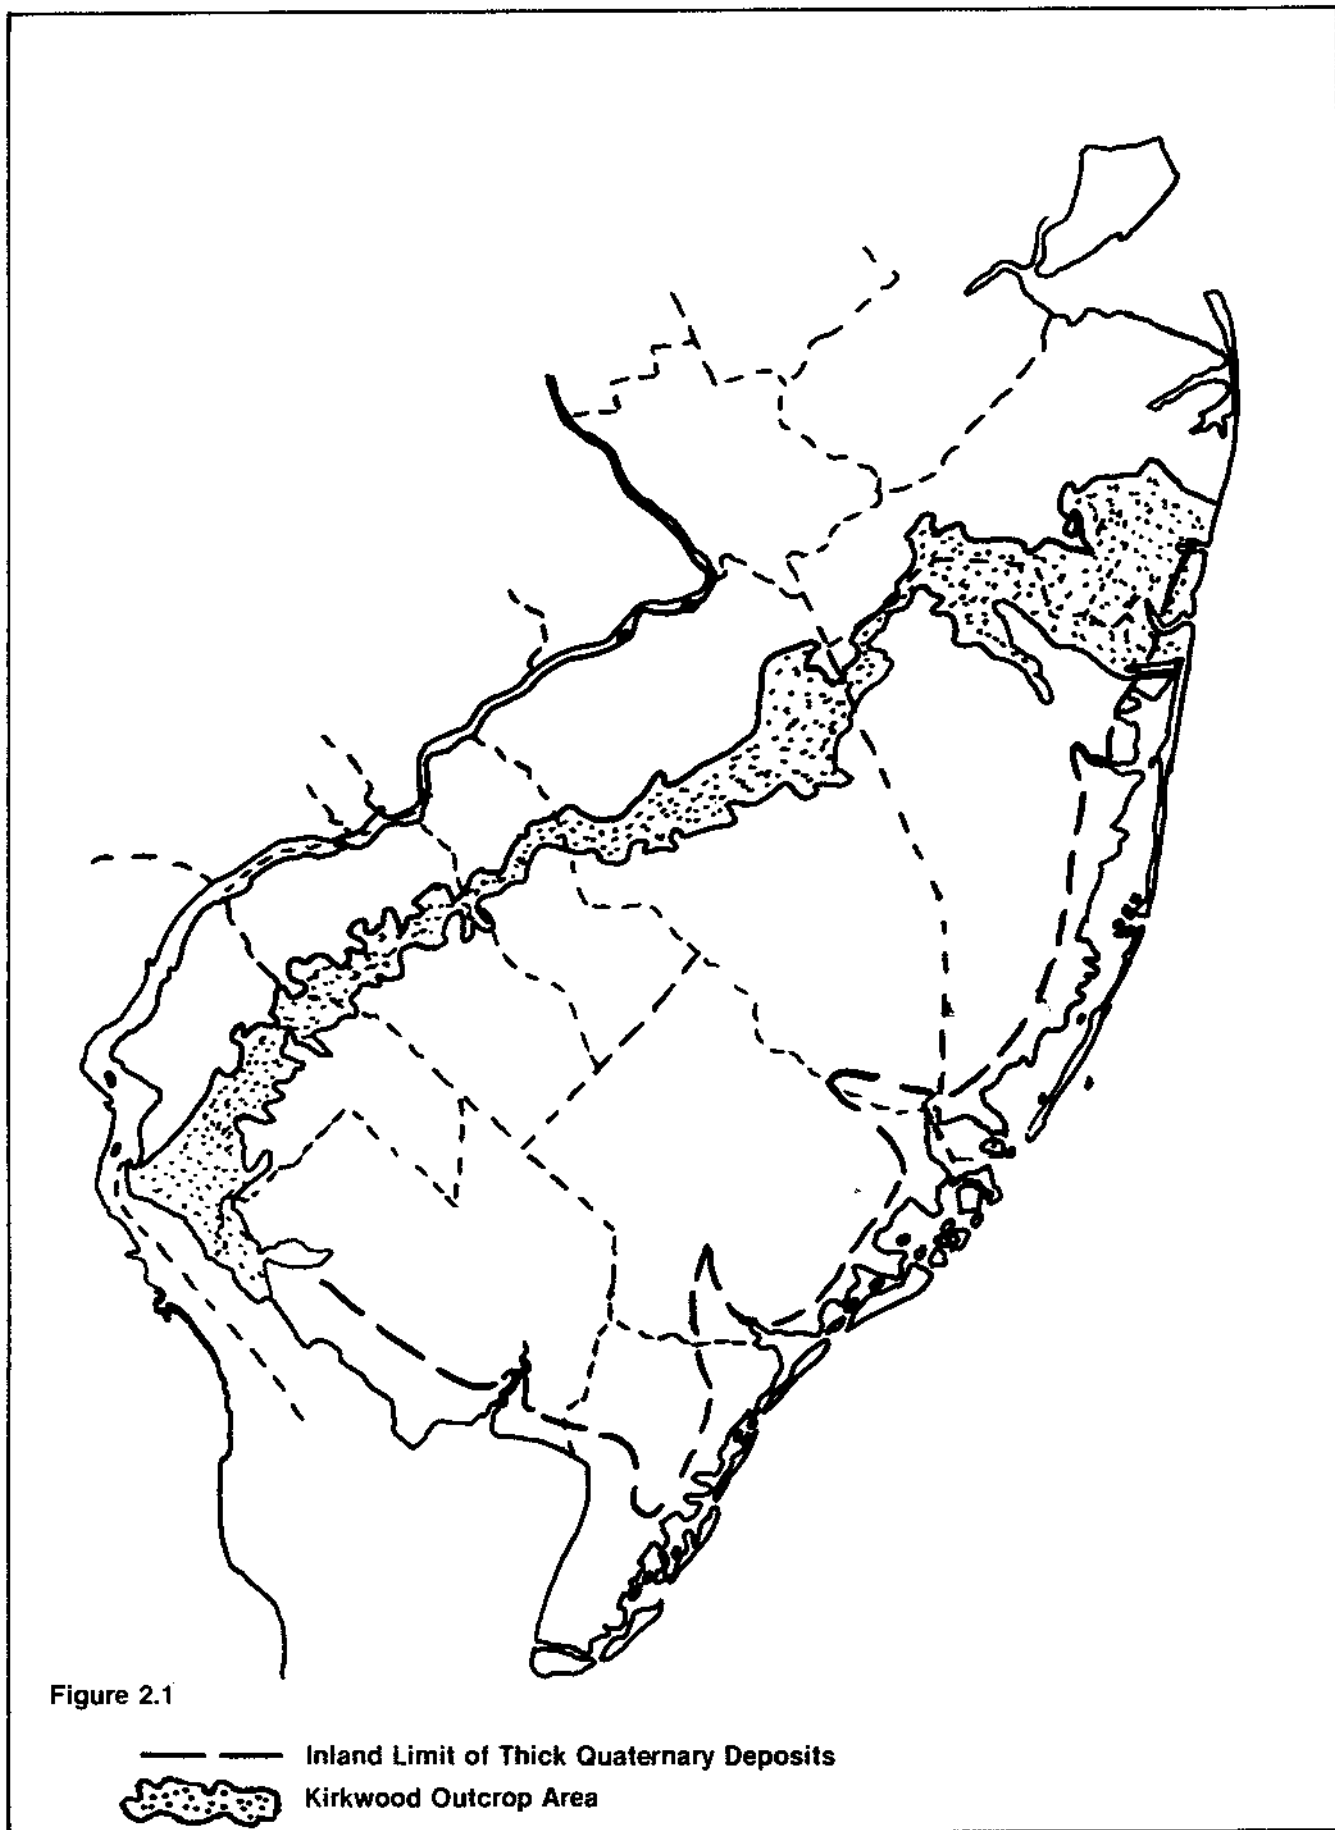 Figure 2.1
Inland Limit of Thick Quaternary Deposits
Kirkwood Outcrop Area